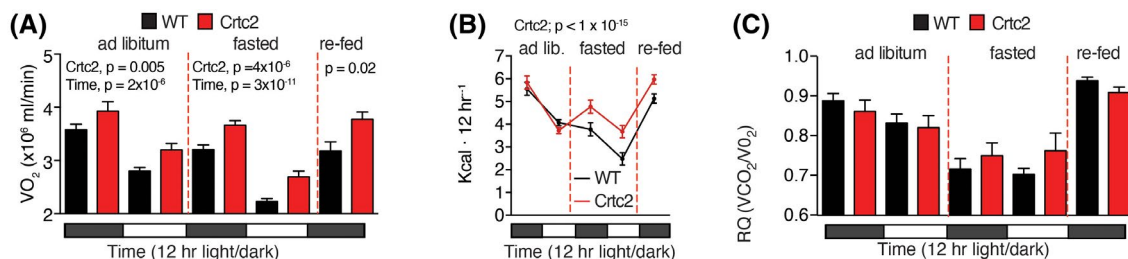 (A)
WT
Crtc2
ad libitum
fasted
re-fed
Crtc2, p = 0.005
Time, p = 2x10⁻⁶
Crtc2, p =4x10⁻⁶
Time, p = 3x10⁻¹¹
p = 0.02
VO₂ (x10⁶ ml/min)
5
4
3
2
Time (12 hr light/dark)
(B)
Crtc2; p < 1 x 10⁻¹⁵
ad lib.
fasted
re-fed
Kcal · 12 hr⁻¹
7
6
5
4
3
2
1
0
WT
Crtc2
Time (12 hr light/dark)
(C)
WT
Crtc2
ad libitum
fasted
re-fed
RQ (VCO₂/V0₂)
1.0
0.9
0.8
0.7
0.6
Time (12 hr light/dark)